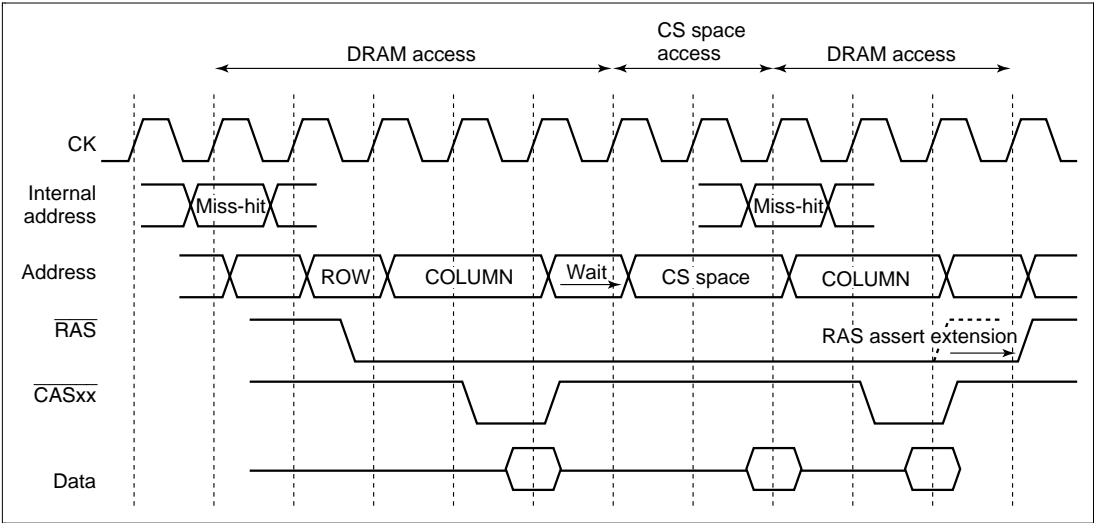 DRAM access
CS space
access
DRAM access
CK
Internal
address
Miss-hit
Miss-hit
Address
ROW
COLUMN
Wait
CS space
COLUMN
RAS
RAS assert extension
CASxx
Data